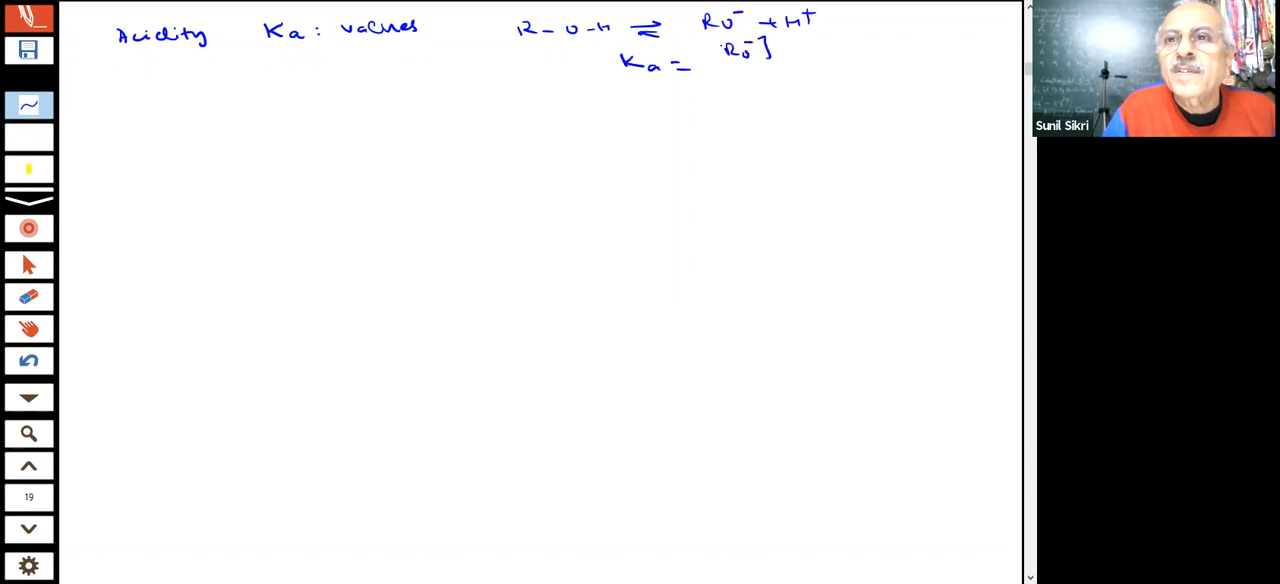 Acidity Ka : values R - O - H ⇌ RO⁻ + H⁺
Ka = RO⁻]
Sunil Sikri
19